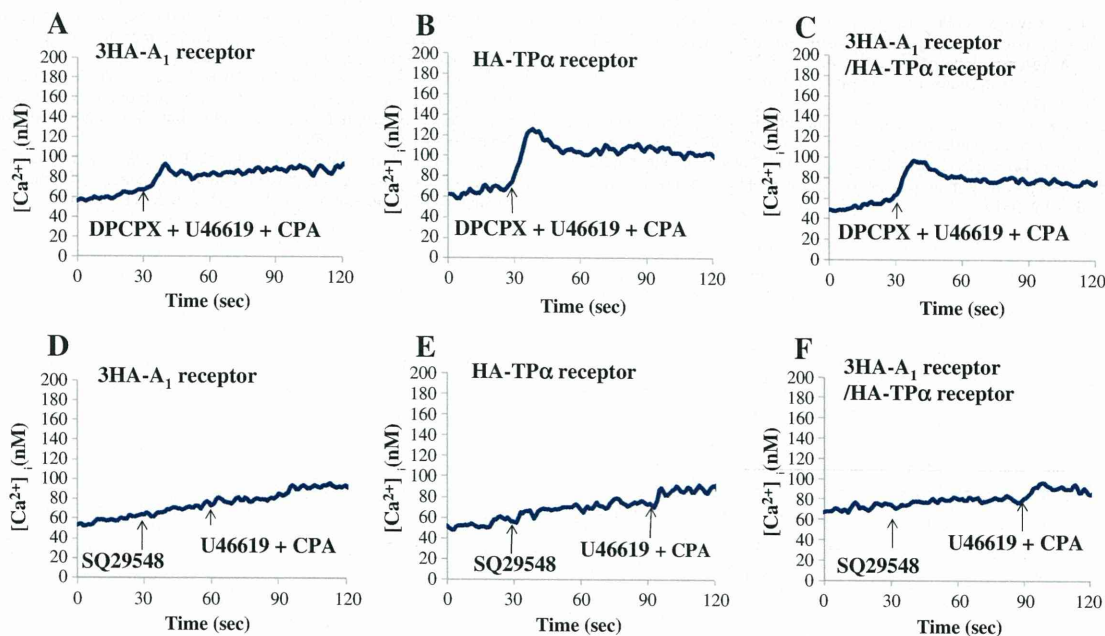 A
3HA-A1 receptor
[Ca2+] i(nM)
200
180
160
140
120
100
80
60
40
20
0
DPCPX + U46619 + CPA
0 30 60 90 120
Time (sec)
B
HA-TPα receptor
[Ca2+] i(nM)
200
180
160
140
120
100
80
60
40
20
0
DPCPX + U46619 + CPA
0 30 60 90 120
Time (sec)
C
3HA-A1 receptor
/HA-TPα receptor
[Ca2+] i(nM)
200
180
160
140
120
100
80
60
40
20
0
DPCPX + U46619 + CPA
0 30 60 90 120
Time (sec)
D
3HA-A1 receptor
[Ca2+] i(nM)
200
180
160
140
120
100
80
60
40
20
0
U46619 + CPA
SQ29548
0 30 60 90 120
Time (sec)
E
HA-TPα receptor
[Ca2+] i(nM)
200
180
160
140
120
100
80
60
40
20
0
U46619 + CPA
SQ29548
0 30 60 90 120
Time (sec)
F
3HA-A1 receptor
/HA-TPα receptor
[Ca2+] i(nM)
200
180
160
140
120
100
80
60
40
20
0
U46619 + CPA
SQ29548
0 30 60 90 120
Time (sec)